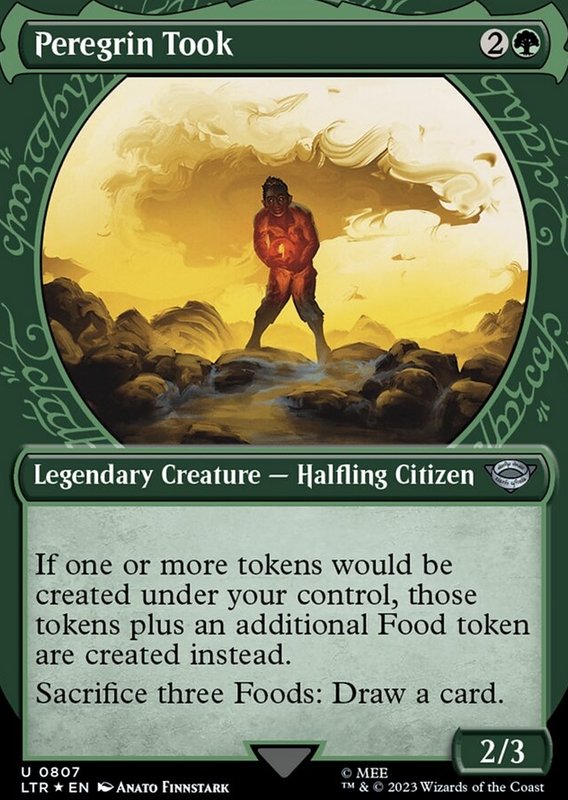 Peregrin Took 2
Legendary Creature — Halfling Citizen
If one or more tokens would be
created under your control, those
tokens plus an additional Food token
are created instead.
Sacrifice three Foods: Draw a card.
2/3
U 0807
LTR ★ EN Anato Finnstark
© MEE
™ & © 2023 Wizards of the Coast